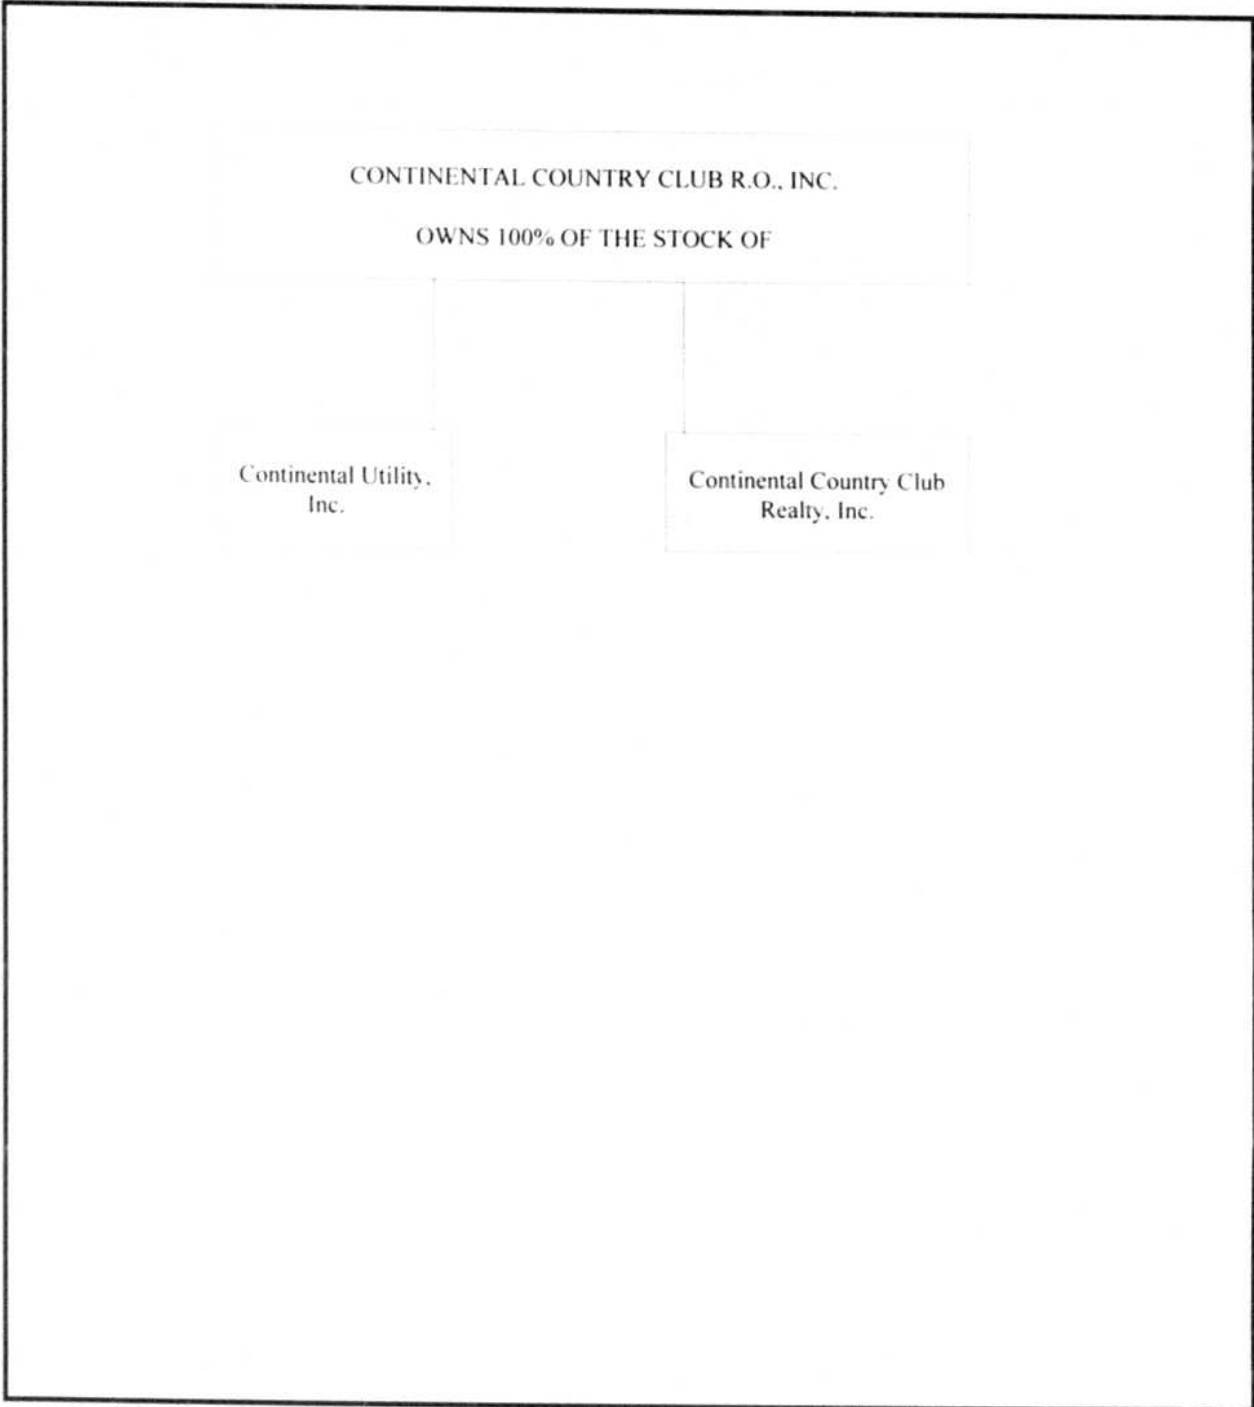 CONTINENTAL COUNTRY CLUB R.O., INC.
OWNS 100% OF THE STOCK OF
Continental Utility,
Inc.
Continental Country Club
Realty, Inc.